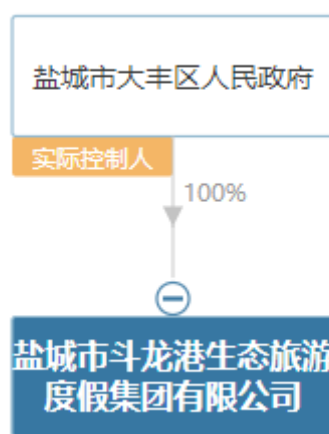 盐城市大丰区人民政府
实际控制人
100%
盐城市斗龙港生态旅游
度假集团有限公司